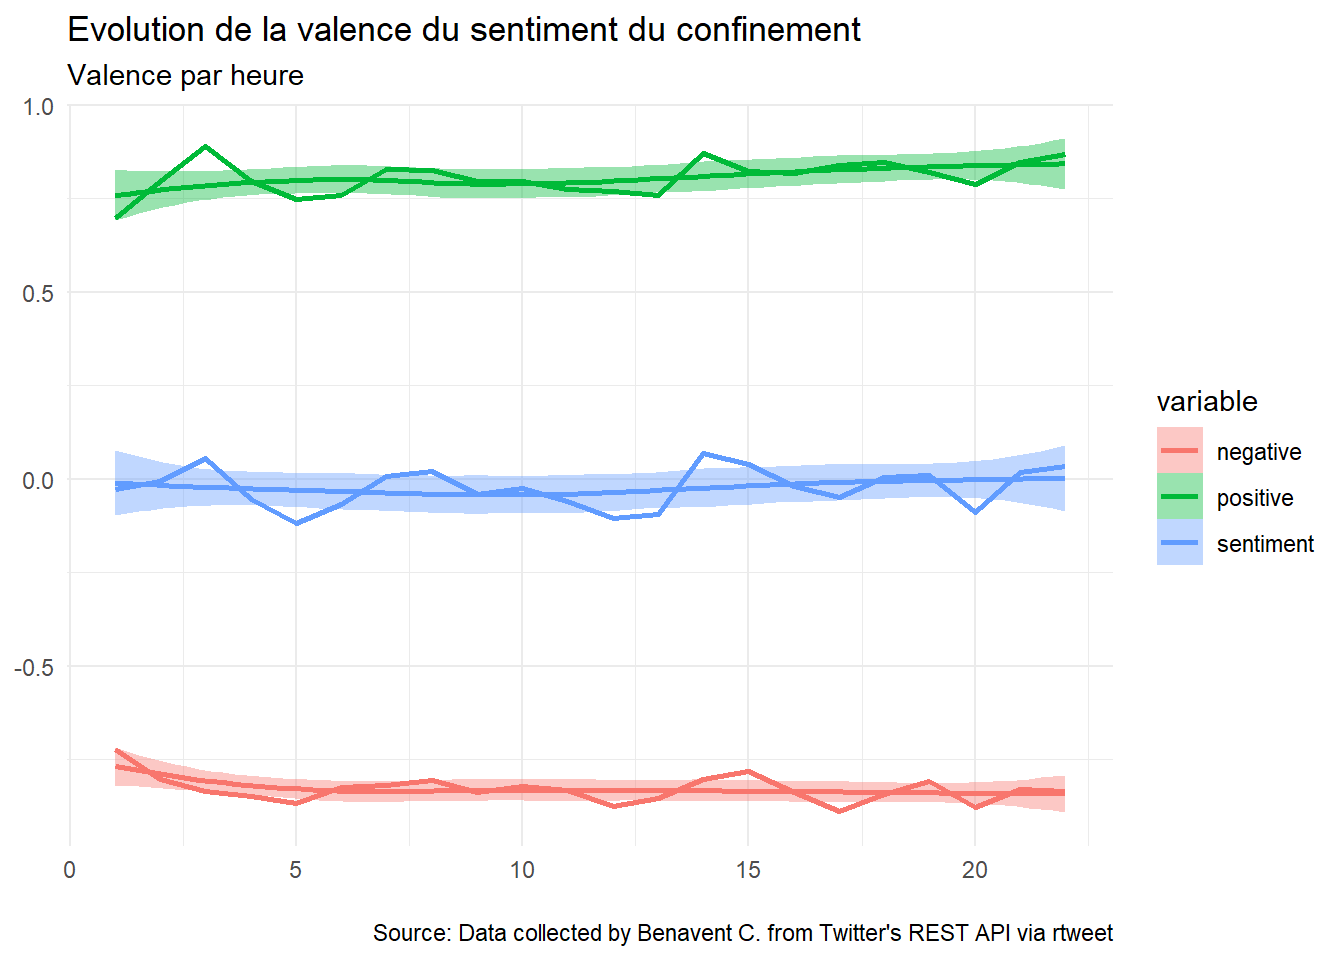 Evolution de la valence du sentiment du confinement
Valence par heure
1.0
0.5
0.0
-0.5
0
5
10
15
20
variable
negative
positive
sentiment
Source: Data collected by Benavent C. from Twitter's REST API via rtweet